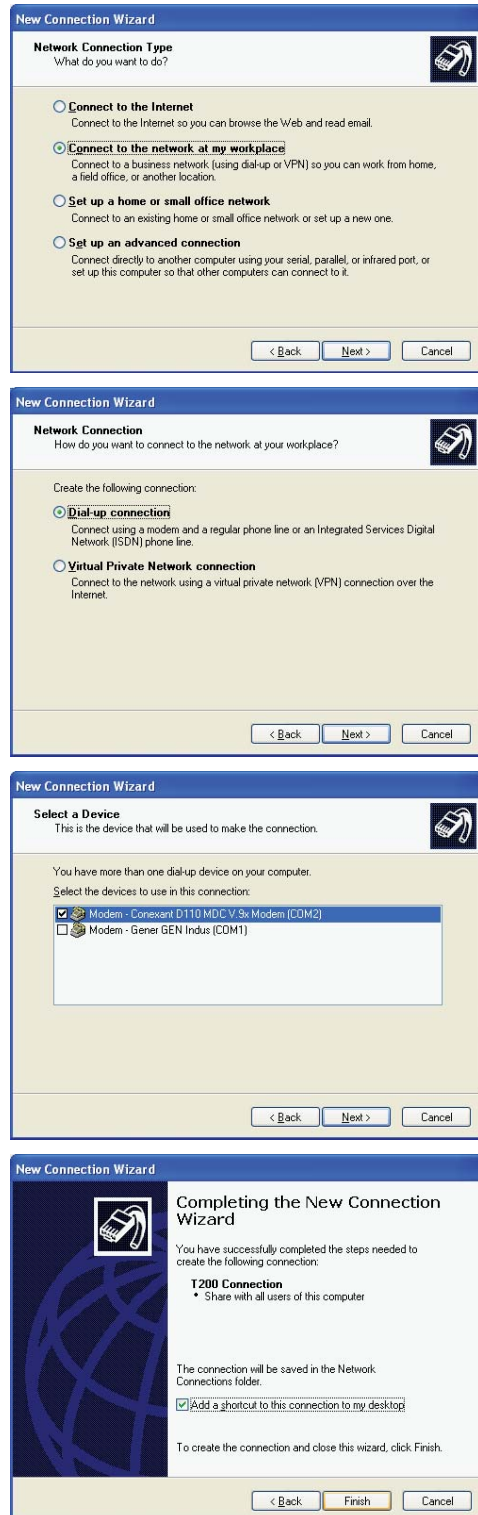 New Connection Wizard
Network Connection Type
What do you want to do?
Connect to the Internet
Connect to the Internet so you can browse the Web and read email.
Connect to the network at my workplace
Connect to a business network (using dial-up or VPN) so you can work from home,
a field office, or another location.
Set up a home or small office network
Connect to an existing home or small office network or set up a new one.
Set up an advanced connection
Connect directly to another computer using your serial, parallel, or infrared port, or
set up this computer so that other computers can connect to it.
< Back Next > Cancel
New Connection Wizard
Network Connection
How do you want to connect to the network at your workplace?
Create the following connection:
Dial-up connection
Connect using a modem and a regular phone line or an Integrated Services Digital
Network (ISDN) phone line.
Virtual Private Network connection
Connect to the network using a virtual private network (VPN) connection over the
Internet.
< Back Next > Cancel
New Connection Wizard
Select a Device
This is the device that will be used to make the connection.
You have more than one dial-up device on your computer.
Select the devices to use in this connection:
Modem - Conexant D110 MDC V.9x Modem (COM2)
Modem - Gener GEN Indus (COM1)
< Back Next > Cancel
New Connection Wizard
Completing the New Connection
Wizard
You have successfully completed the steps needed to
create the following connection:
T200 Connection
• Share with all users of this computer
The connection will be saved in the Network
Connections folder.
Add a shortcut to this connection to my desktop
To create the connection and close this wizard, click Finish.
< Back Finish Cancel